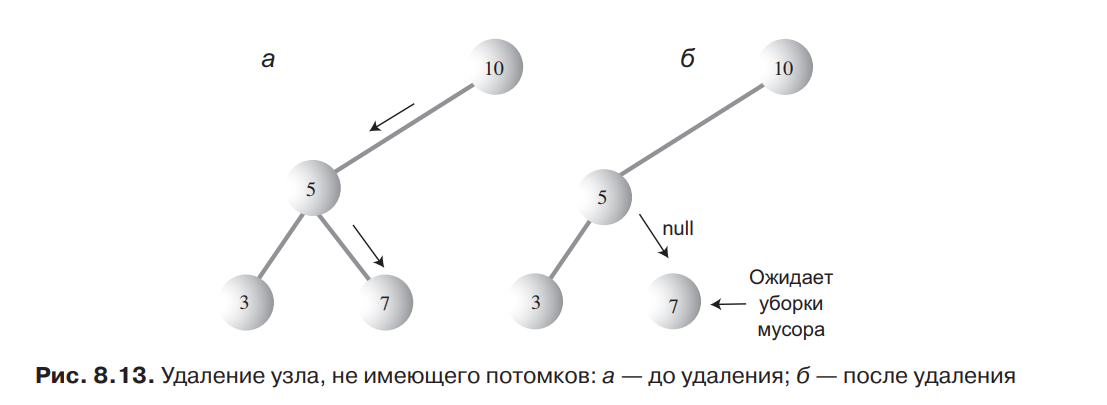 а
10
5
3
7
б
10
5
null
3
7
Ожидает
уборки
мусора
Рис. 8.13. Удаление узла, не имеющего потомков: а — до удаления; б — после удаления